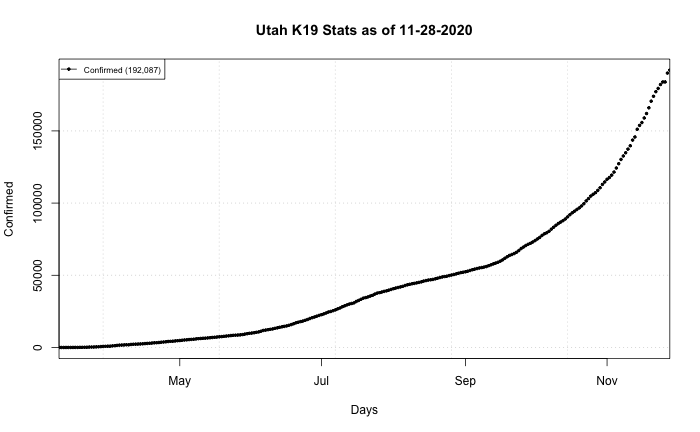 Utah K19 Stats as of 11-28-2020
Confirmed (192,087)
Confirmed
150000
100000
50000
0
May Jul Sep Nov
Days